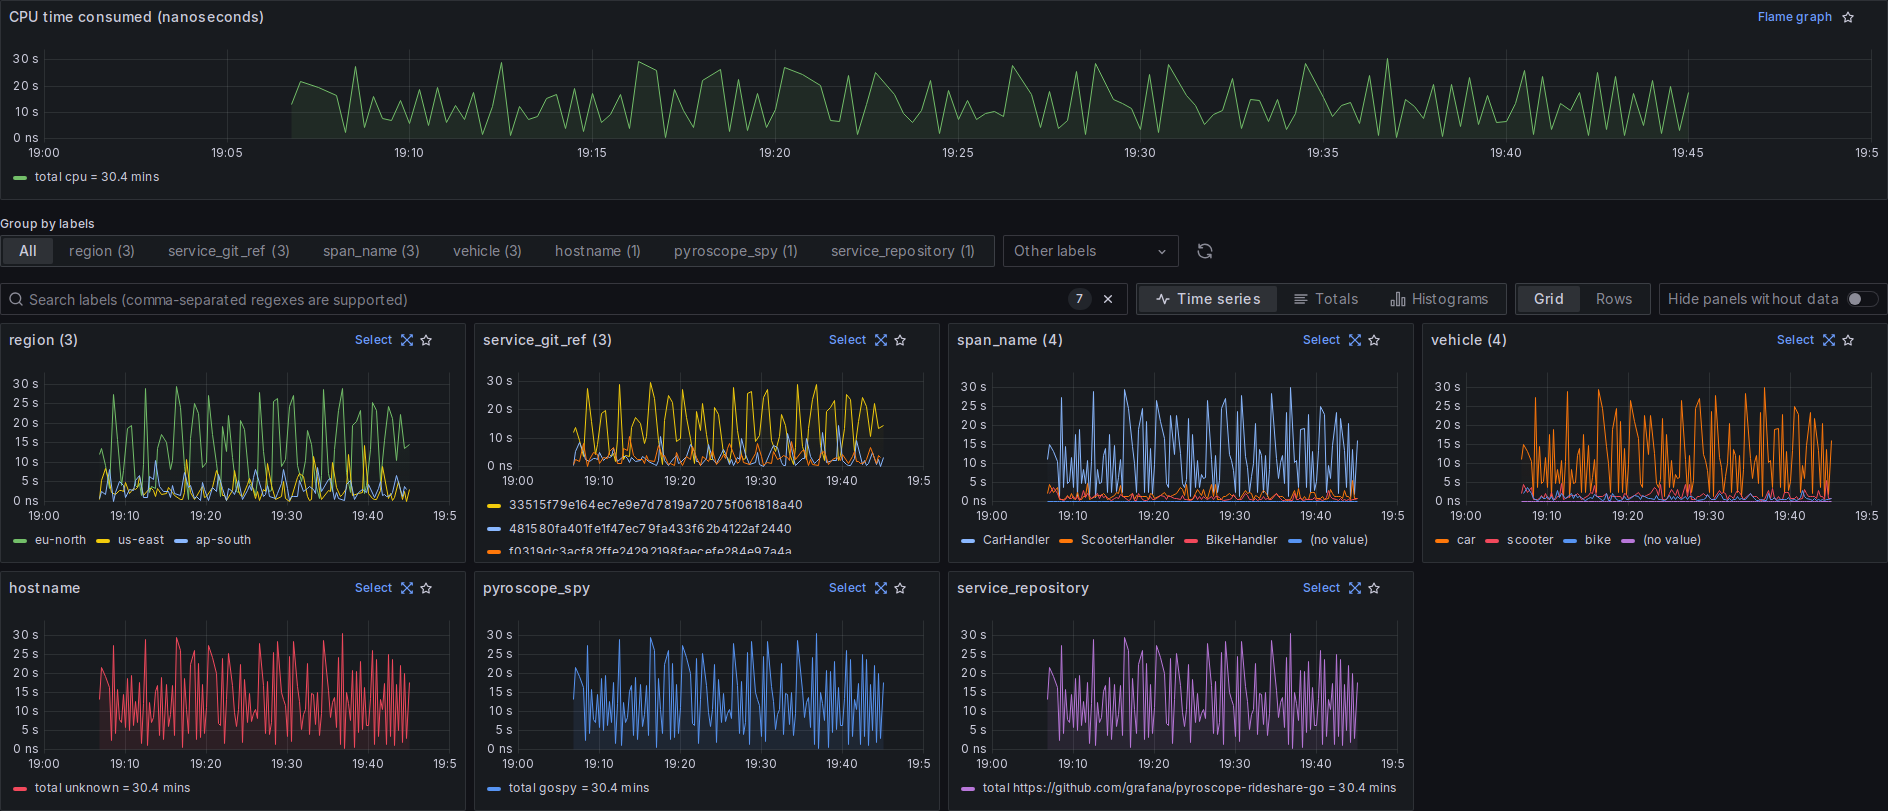 CPU time consumed (nanoseconds)
Flame graph
30 s
20 s
10 s
0 ns
19:00 19:05 19:10 19:15 19:20 19:25 19:30 19:35 19:40 19:45 19:5
total cpu = 30.4 mins
Group by labels
All region (3) service_git_ref (3) span_name (3) vehicle (3) hostname (1) pyroscope_spy (1) service_repository (1) Other labels
Search labels (comma-separated regexes are supported) 7 Time series Totals Histograms Grid Rows Hide panels without data
region (3) Select
30 s
25 s
20 s
15 s
10 s
5 s
0 ns
19:00 19:10 19:20 19:30 19:40 19:5
eu-north us-east ap-south
service_git_ref (3) Select
30 s
20 s
10 s
0 ns
19:00 19:10 19:20 19:30 19:40 19:5
33515f79e164ec7e9e7d7819a72075f061818a40
481580fa401fe1f47ec79fa433f62b4122af2440
f0319dc3acf82ffe24292198faecefe284e97a4a
span_name (4) Select
30 s
25 s
20 s
15 s
10 s
5 s
0 ns
19:00 19:10 19:20 19:30 19:40 19:5
CarHandler ScooterHandler BikeHandler (no value)
vehicle (4) Select
30 s
25 s
20 s
15 s
10 s
5 s
0 ns
19:00 19:10 19:20 19:30 19:40 19:5
car scooter bike (no value)
hostname Select
30 s
25 s
20 s
15 s
10 s
5 s
0 ns
19:00 19:10 19:20 19:30 19:40 19:5
total unknown = 30.4 mins
pyroscope_spy Select
30 s
25 s
20 s
15 s
10 s
5 s
0 ns
19:00 19:10 19:20 19:30 19:40 19:5
total gospy = 30.4 mins
service_repository Select
30 s
25 s
20 s
15 s
10 s
5 s
0 ns
19:00 19:10 19:20 19:30 19:40 19:5
total https://github.com/grafana/pyroscope-rideshare-go = 30.4 mins